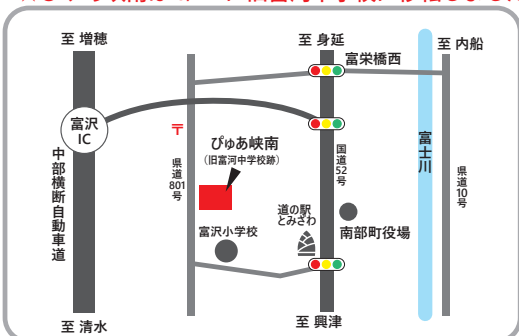 至 増穂
至 身延
至 内船
富栄橋西
富沢
IC
〒
ぴゅあ峡南
(旧富河中学校跡)
中部横断自動車道
県道801号
国道52号
富士川
県道10号
道の駅
とみざわ
富沢小学校
南部町役場
至 清水
至 興津